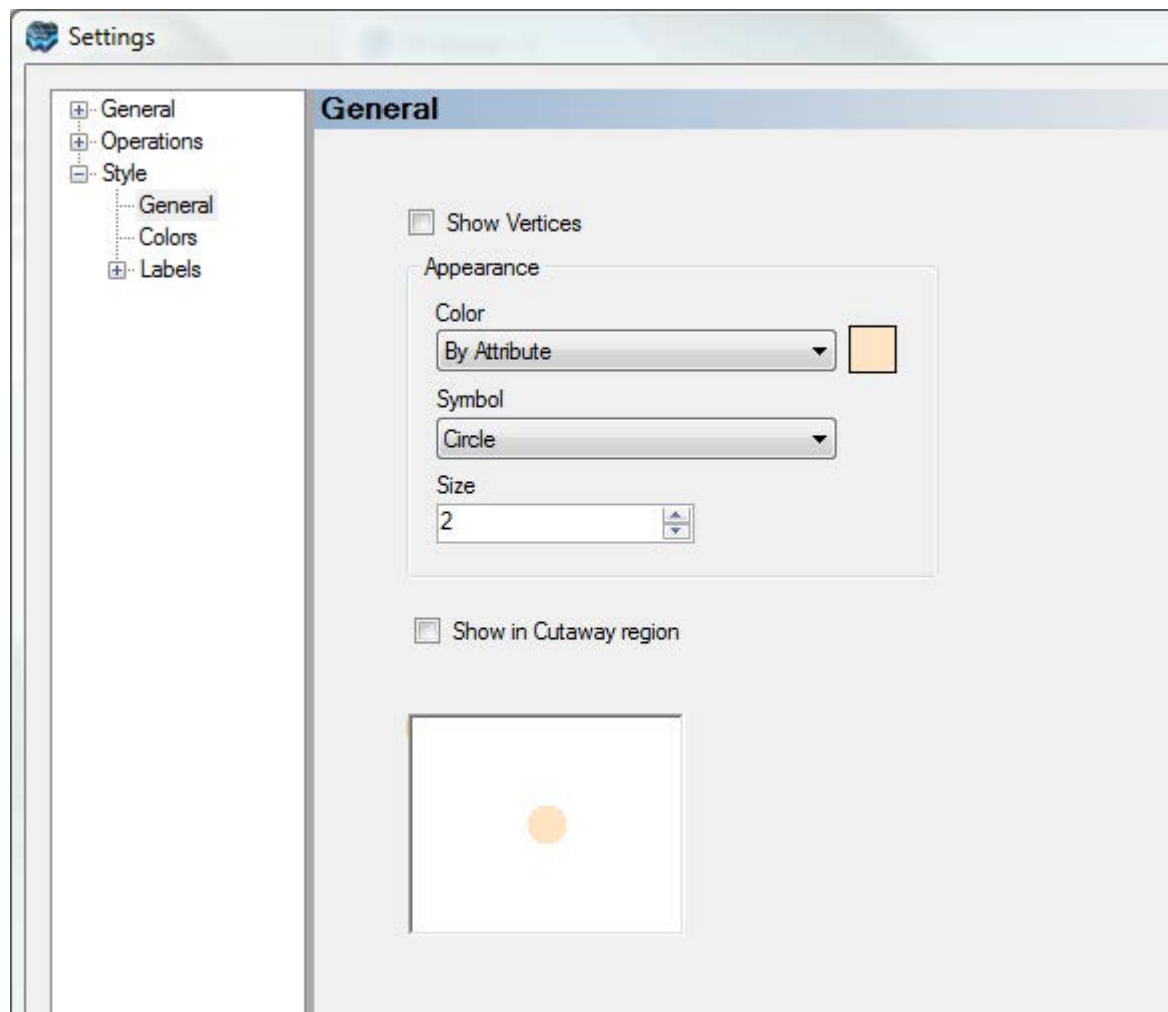 Settings
General
Operations
Style
General
Colors
Labels
General
Show Vertices
Appearance
Color
By Attribute
Symbol
Circle
Size
2
Show in Cutaway region